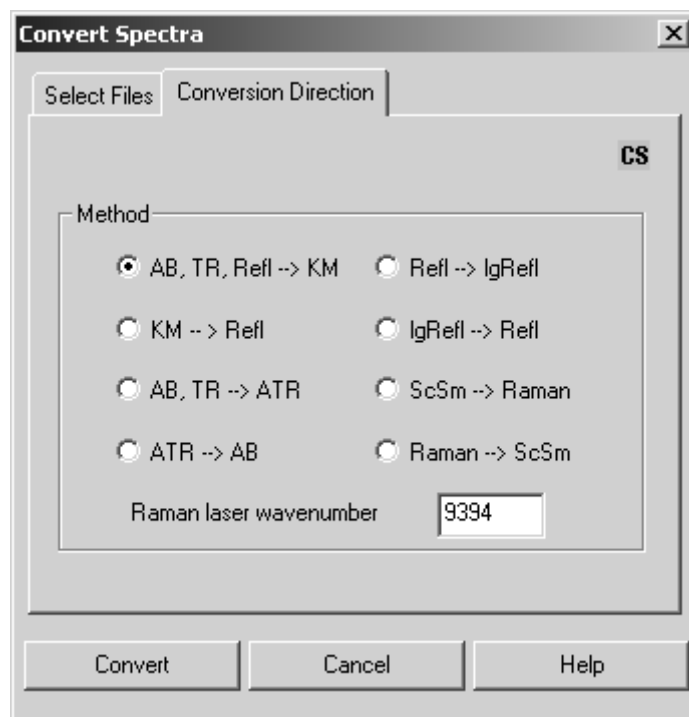 Convert Spectra
Select Files
Conversion Direction
CS
Method
AB, TR, Refl --> KM
Refl --> lgRefl
KM -- > Refl
lgRefl --> Refl
AB, TR --> ATR
ScSm --> Raman
ATR --> AB
Raman --> ScSm
Raman laser wavenumber
9394
Convert
Cancel
Help